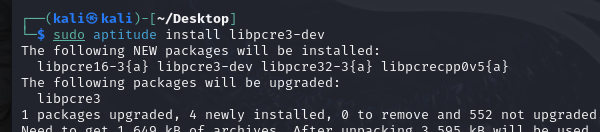 ┌──(kali㉿kali)-[~/Desktop]
└─$ sudo aptitude install libpcre3-dev
The following NEW packages will be installed:
libpcre16-3{a} libpcre3-dev libpcre32-3{a} libpcrecpp0v5{a}
The following packages will be upgraded:
libpcre3
1 packages upgraded, 4 newly installed, 0 to remove and 552 not upgraded
Need to get 1,649 kB of archives. After unpacking 3,595 kB will be used